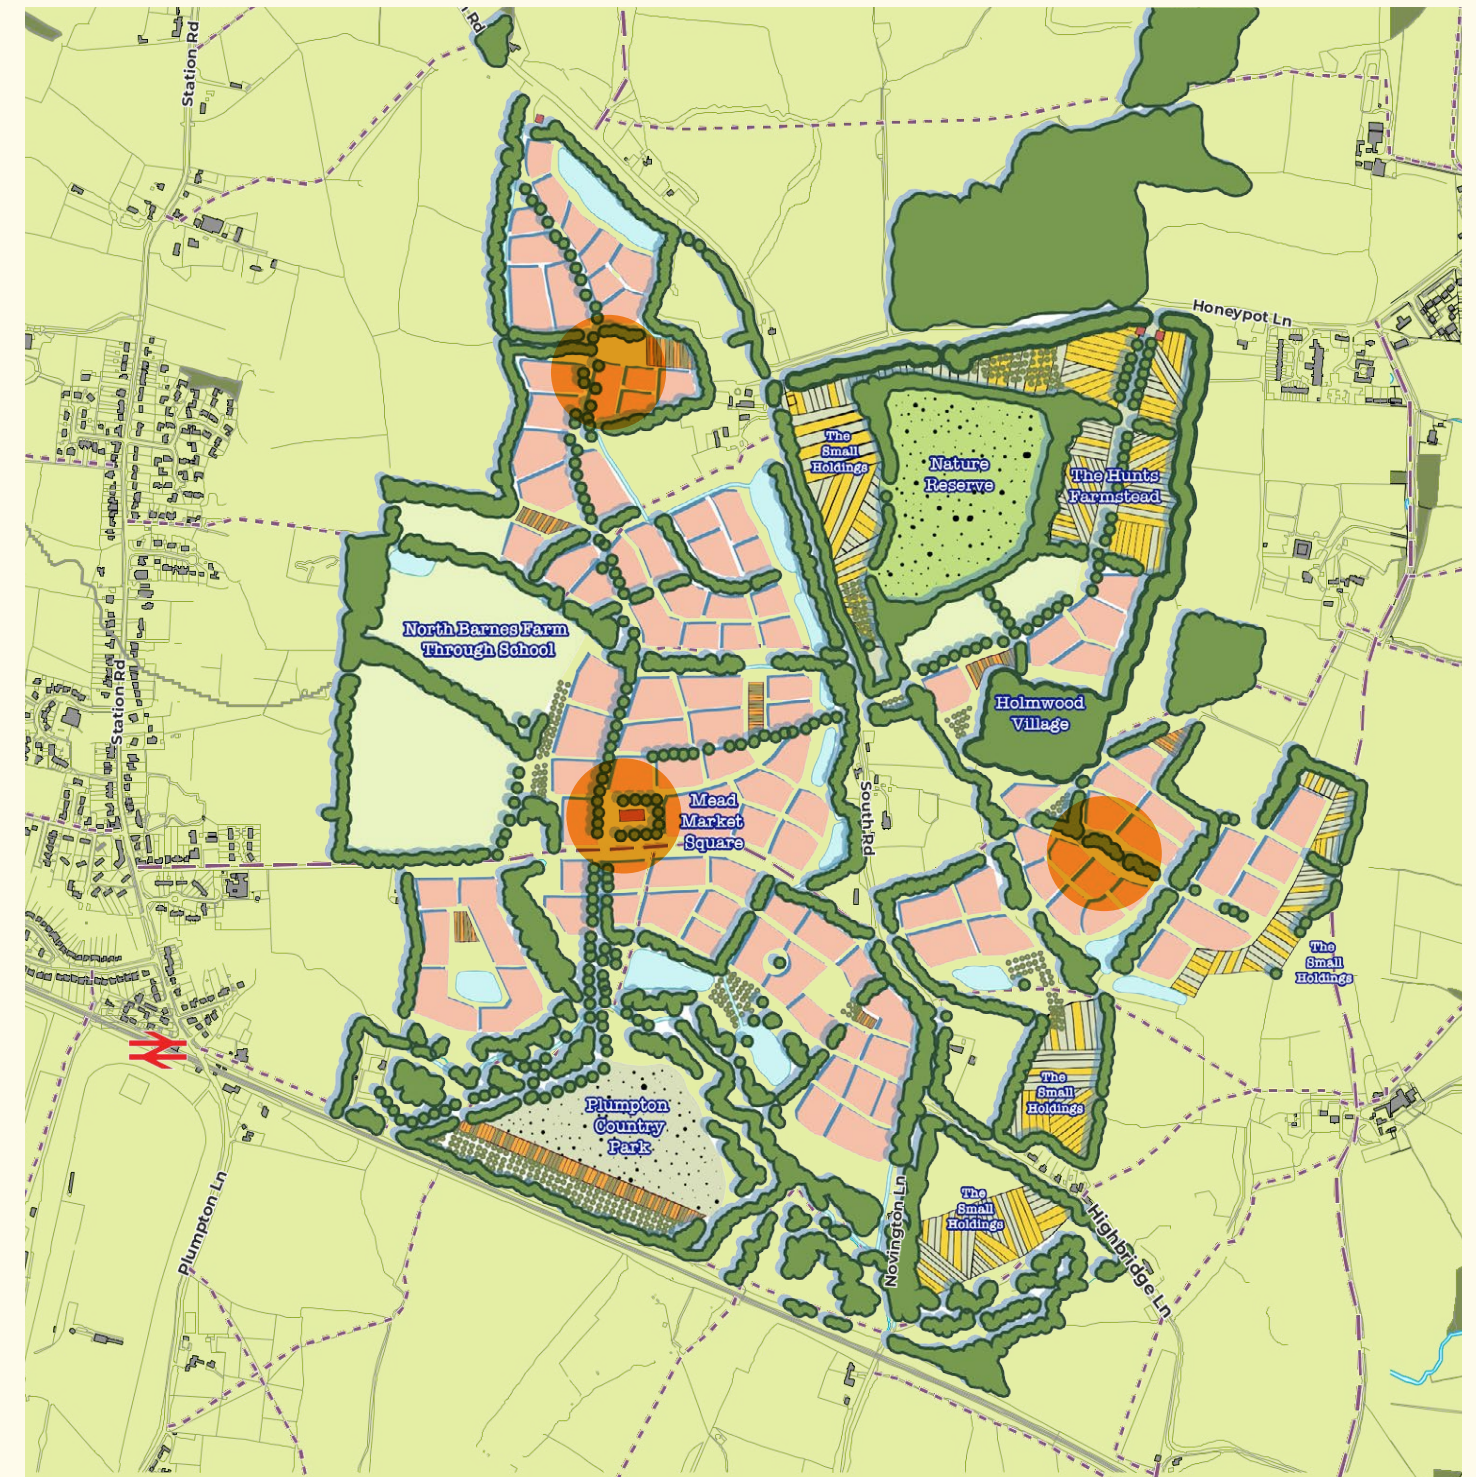 Rd
Station Rd
Honeypot Ln
The
Small
Holdings
Nature
Reserve
The Hunts
Farmstead
North Barnes Farm
Through School
Station Rd
Holmwood
Village
Mead
Market
Square
South Rd
The
Small
Holdings
The
Small
Holdings
Plumpton
Country
Park
Plumpton Ln
Novington Ln
The
Small
Holdings
Highbridge Ln